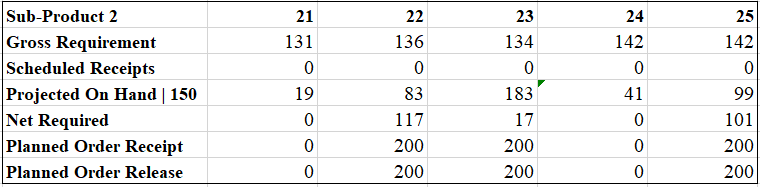 Sub-Product 2 21 22 23 24 25
Gross Requirement 131 136 134 142 142
Scheduled Receipts 0 0 0 0 0
Projected On Hand | 150 19 83 183 41 99
Net Required 0 117 17 0 101
Planned Order Receipt 0 200 200 0 200
Planned Order Release 0 200 200 0 200